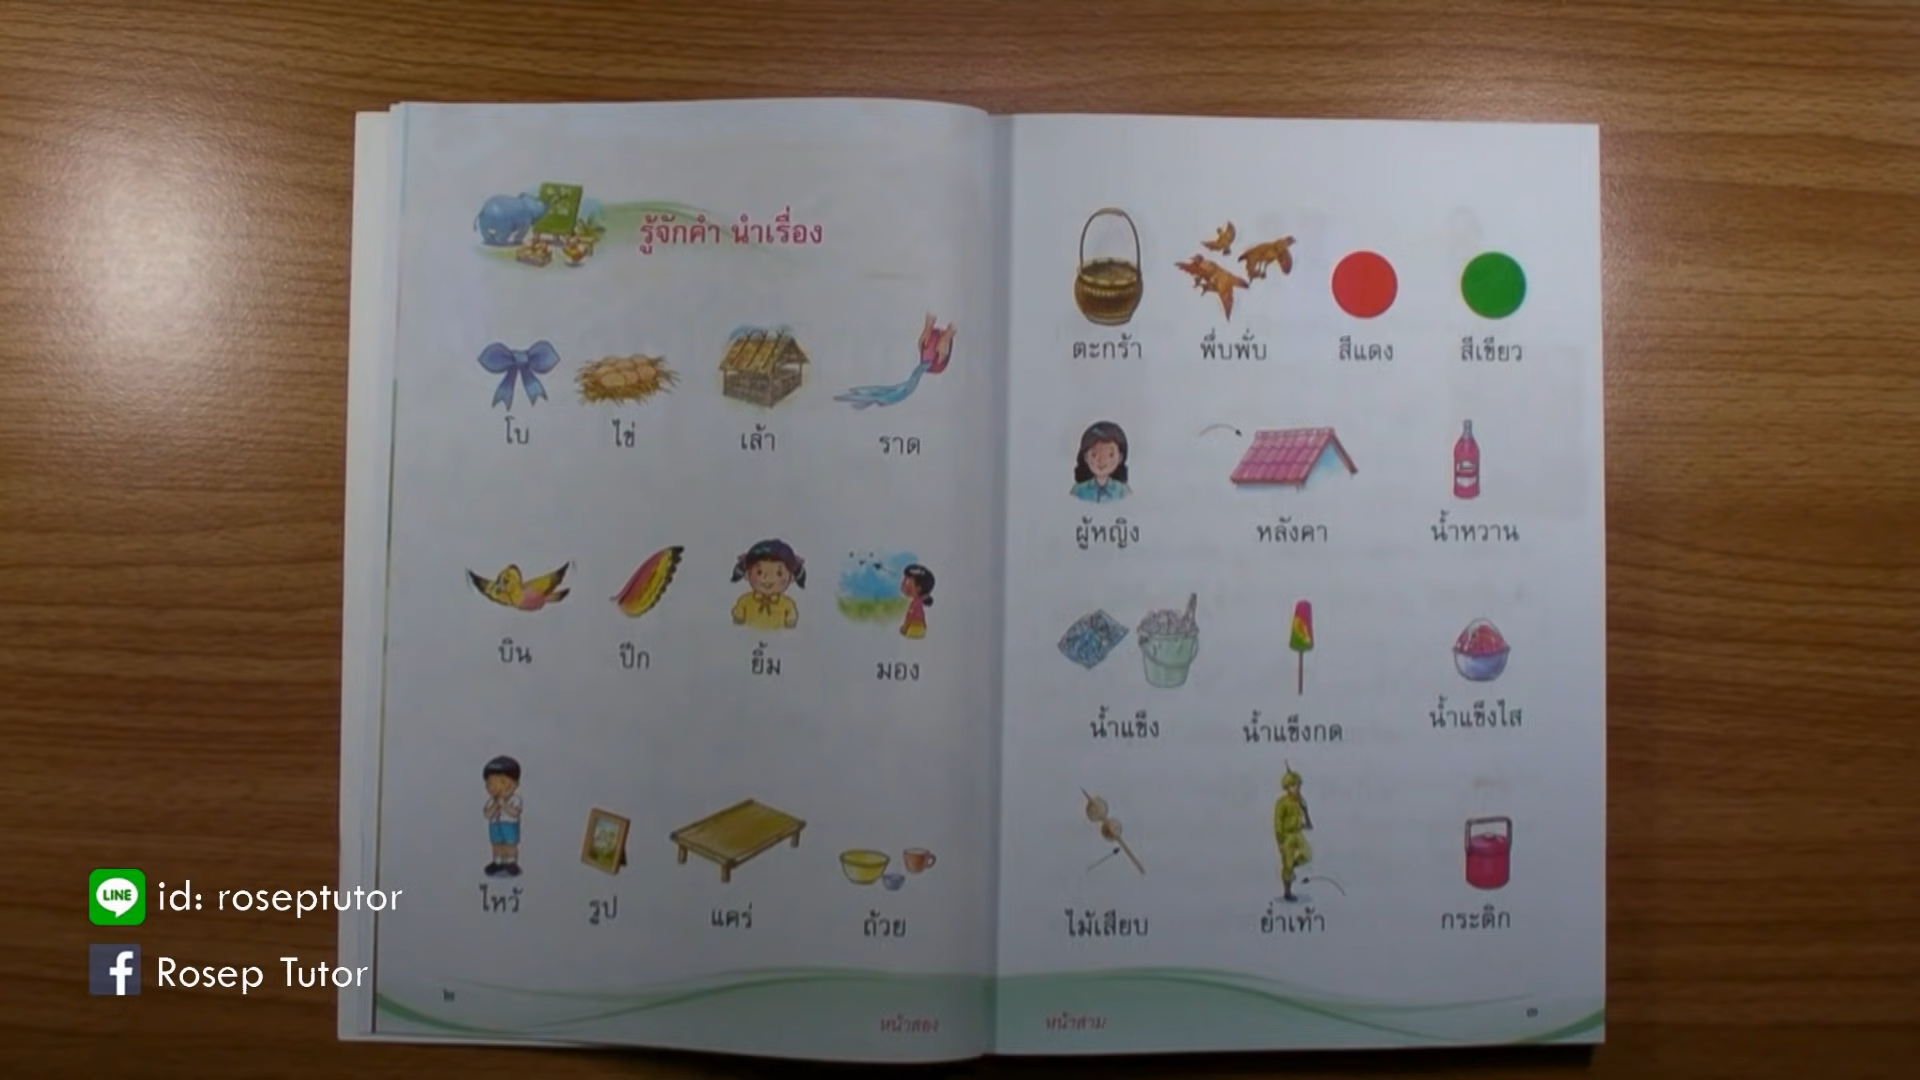 รู้จักคำ นำเรื่อง
โบ ไข่ เล้า ราด
บิน ปีก ยิ้ม มอง
ไหว้ รูป แคร่ ถ้วย
๒
หน้าสอง
ตะกร้า พึ่บพั่บ สีแดง สีเขียว
ผู้หญิง หลังคา น้ำหวาน
น้ำแข็ง น้ำแข็งกด น้ำแข็งไส
ไม้เสียบ ย่ำเท้า กระติก
หน้าสาม
๓
LINE id: roseptutor
f Rosep Tutor